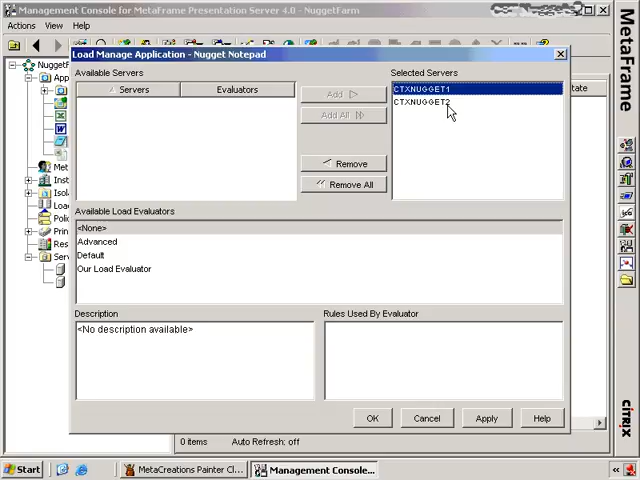 Management Console for MetaFrame Presentation Server 4.0 - NuggetFarm
Actions View Help
Load Manage Application - Nugget Notepad
Available Servers
Selected Servers
Servers Evaluators
Add
Add All
Remove
Remove All
CTXNUGGET1
CTXNUGGET2
Available Load Evaluators
<None>
Advanced
Default
Our Load Evaluator
Description
<No description available>
Rules Used By Evaluator
OK Cancel Apply Help
0 items Auto Refresh: off
Start
MetaCreations Painter Cl...
Management Console...
MetaFrame
CITRIX